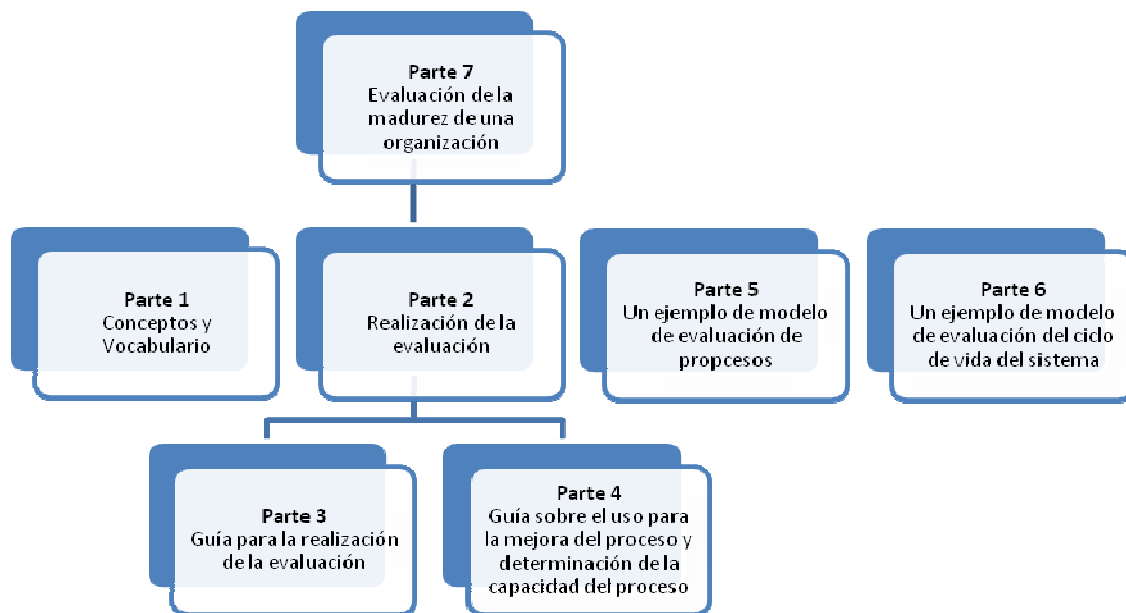 Parte 7
Evaluación de la
madurez de una
organización
Parte 1
Conceptos y
Vocabulario
Parte 2
Realización de la
evaluación
Parte 5
Un ejemplo de modelo
de evaluación de
propcesos
Parte 6
Un ejemplo de modelo
de evaluación del ciclo
de vida del sistema
Parte 3
Guía para la realización
de la evaluación
Parte 4
Guía sobre el uso para
la mejora del proceso y
determinación de la
capacidad del proceso